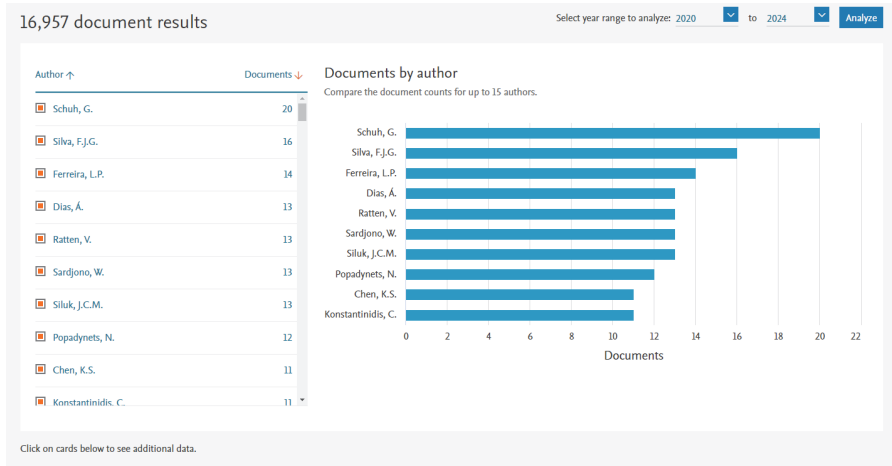 16,957 document results
Select year range to analyze: 2020 to 2024 Analyze
Author Documents
Schuh, G. 20
Silva, F.J.G. 16
Ferreira, L.P. 14
Dias, Á. 13
Ratten, V. 13
Sardjono, W. 13
Siluk, J.C.M. 13
Popadynets, N. 12
Chen, K.S. 11
Konstantinidis, C. 11
Documents by author
Compare the document counts for up to 15 authors.
Schuh, G.
Silva, F.J.G.
Ferreira, L.P.
Dias, Á.
Ratten, V.
Sardjono, W.
Siluk, J.C.M.
Popadynets, N.
Chen, K.S.
Konstantinidis, C.
0 2 4 6 8 10 12 14 16 18 20 22
Documents
Click on cards below to see additional data.